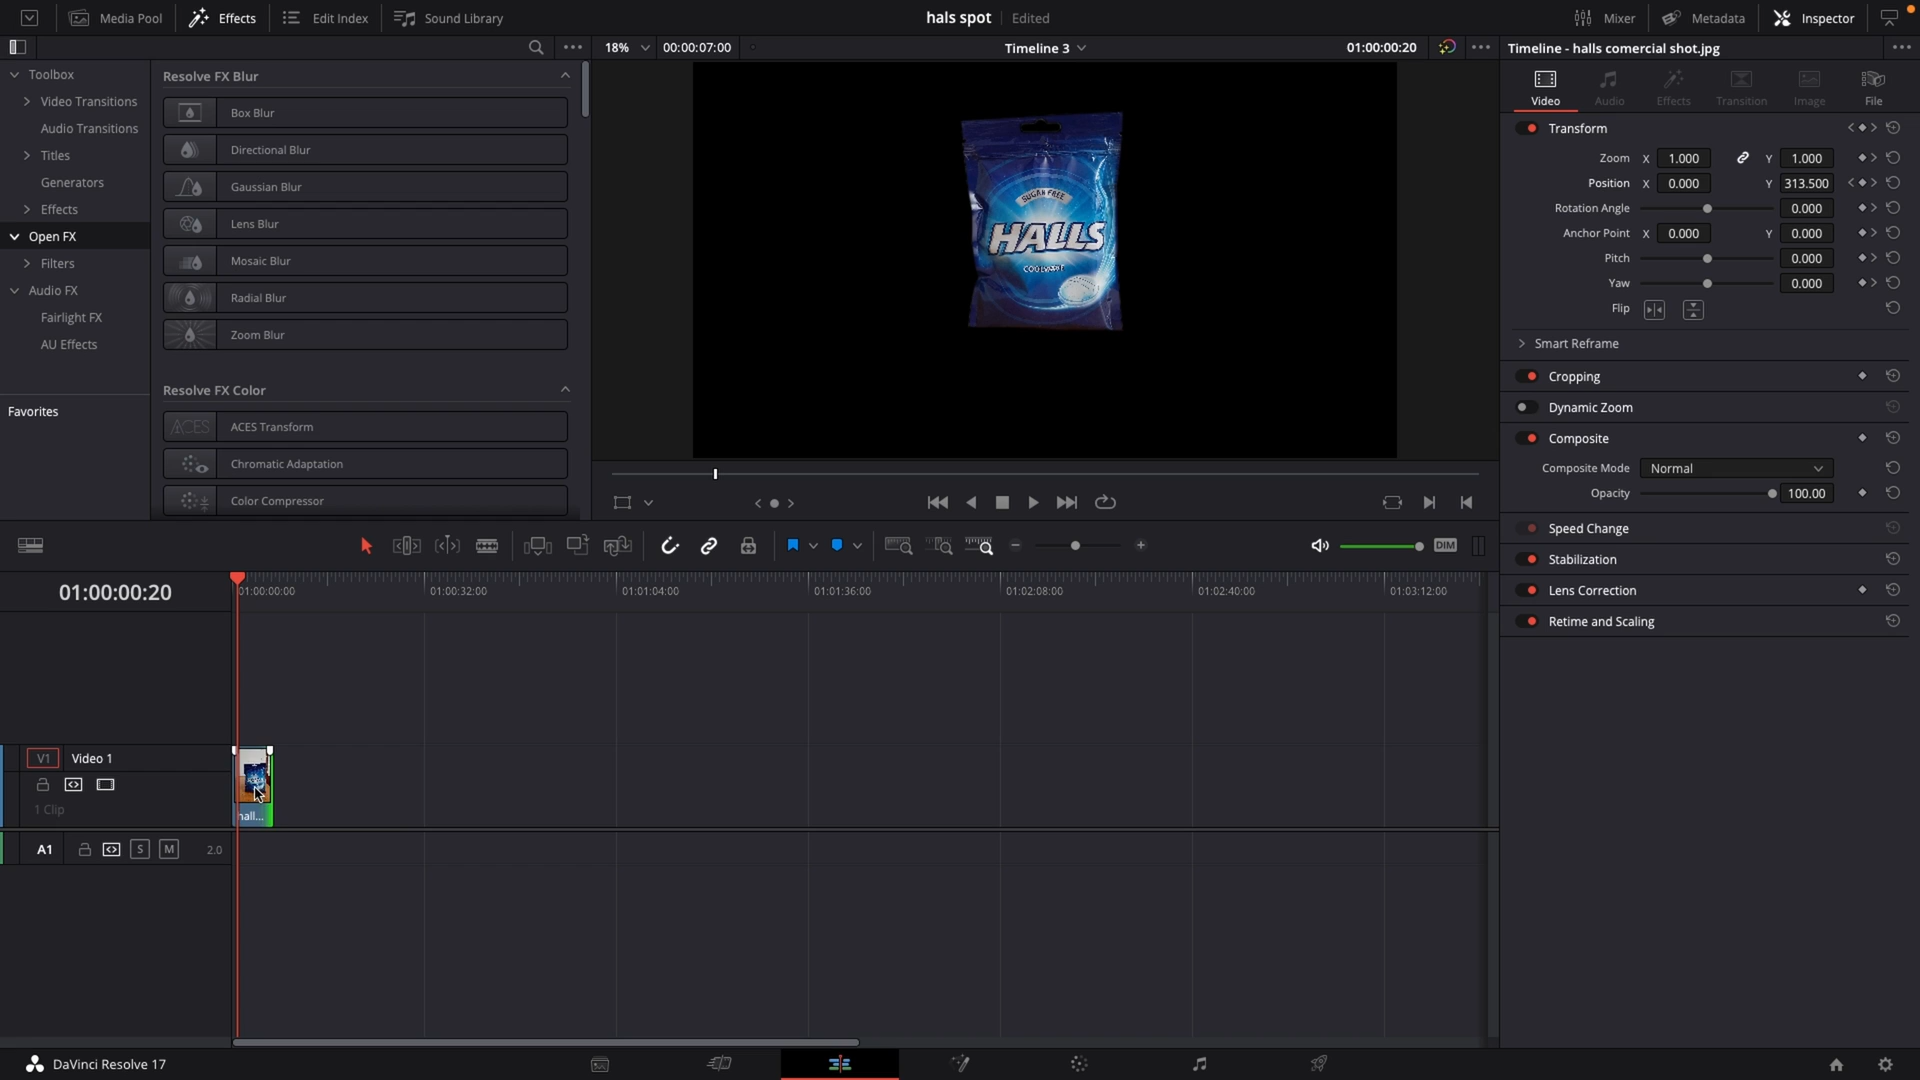 Media Pool Effects Edit Index Sound Library hals spot Edited Mixer Metadata Inspector
18% 00:00:07:00 Timeline 3 01:00:00:20 Timeline - halls comercial shot.jpg
Toolbox
Video Transitions
Audio Transitions
Titles
Generators
Effects
Open FX
Filters
Audio FX
Fairlight FX
AU Effects
Favorites
Resolve FX Blur
Box Blur
Directional Blur
Gaussian Blur
Lens Blur
Mosaic Blur
Radial Blur
Zoom Blur
Resolve FX Color
ACES ACES Transform
Chromatic Adaptation
Color Compressor
SUGAR FREE
HALLS
Video Audio Effects Transition Image File
Transform
Zoom X 1.000 Y 1.000
Position X 0.000 Y 313.500
Rotation Angle 0.000
Anchor Point X 0.000 Y 0.000
Pitch 0.000
Yaw 0.000
Flip
Smart Reframe
Cropping
Dynamic Zoom
Composite
Composite Mode Normal
Opacity 100.00
Speed Change
Stabilization
Lens Correction
Retime and Scaling
DIM
01:00:00:20
01:00:00:00 01:00:32:00 01:01:04:00 01:01:36:00 01:02:08:00 01:02:40:00 01:03:12:00
V1 Video 1
1 Clip
hall...
A1 S M 2.0
DaVinci Resolve 17